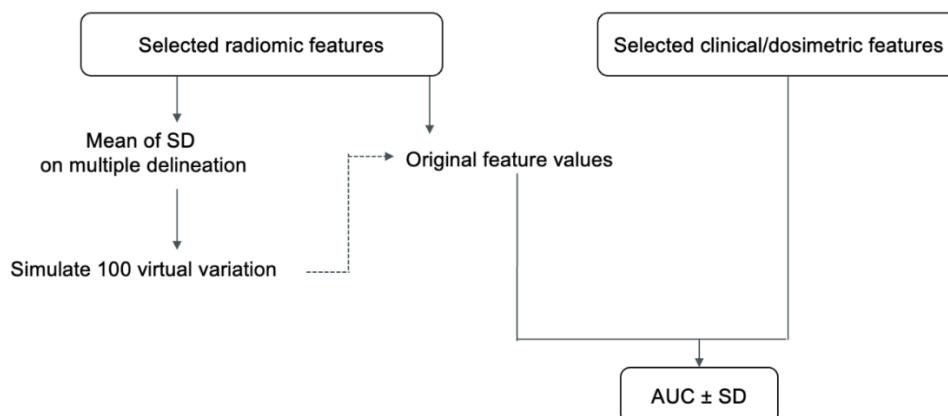 Selected radiomic features
Selected clinical/dosimetric features
Mean of SD
on multiple delineation
Original feature values
Simulate 100 virtual variation
AUC ± SD